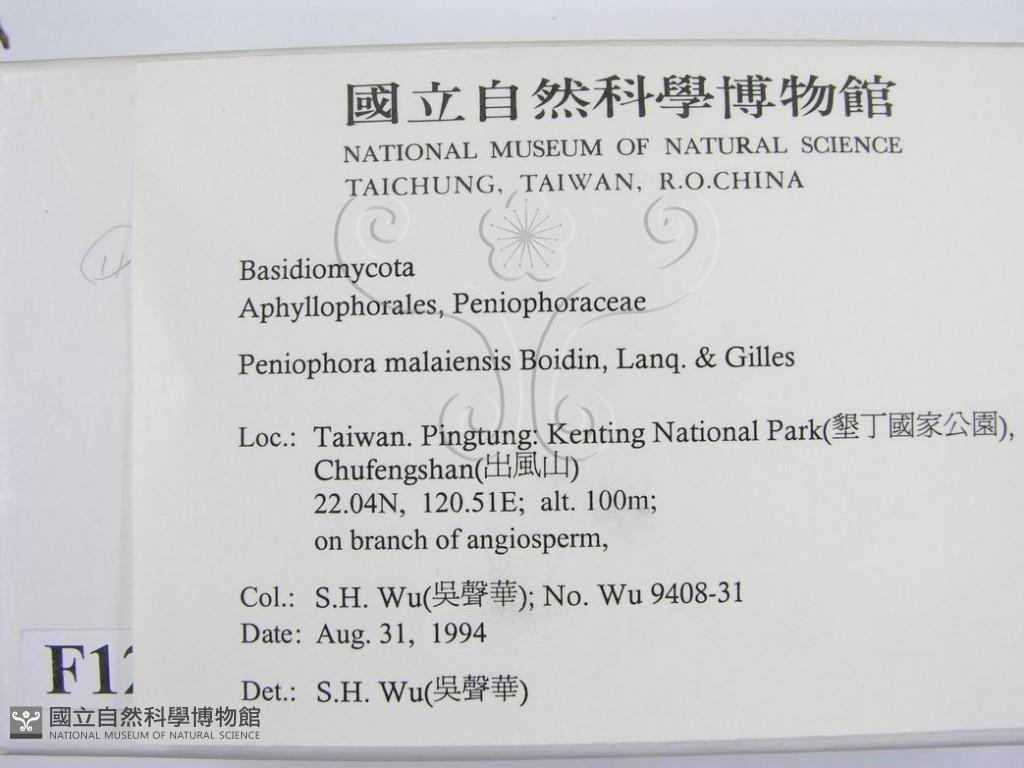 國立自然科學博物館
NATIONAL MUSEUM OF NATURAL SCIENCE
TAICHUNG, TAIWAN, R.O.CHINA
Basidiomycota
Aphyllophorales, Peniophoraceae
Peniophora malaiensis Boidin, Lanq. & Gilles
Loc.: Taiwan. Pingtung: Kenting National Park(墾丁國家公園),
Chufengshan(出風山)
22.04N, 120.51E; alt. 100m;
on branch of angiosperm,
Col.: S.H. Wu(吳聲華); No. Wu 9408-31
Date: Aug. 31, 1994
Det.: S.H. Wu(吳聲華)
國立自然科學博物館
NATIONAL MUSEUM OF NATURAL SCIENCE